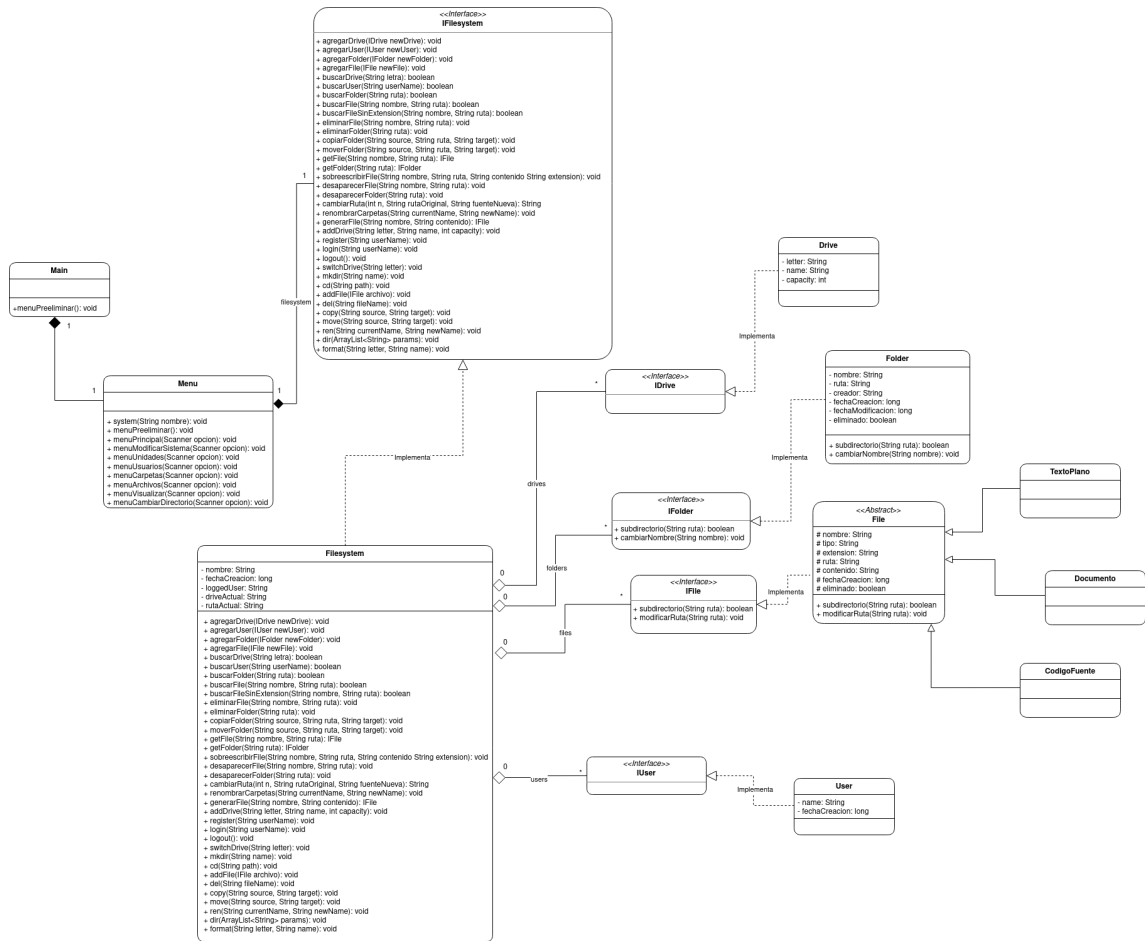 <<Interface>>
IFilesystem
+ agregarDrive(IDrive newDrive): void
+ agregarUser(IUser newUser): void
+ agregarFolder(IFolder newFolder): void
+ agregarFile(IFile newFile): void
+ buscarDrive(String letra): boolean
+ buscarUser(String userName): boolean
+ buscarFolder(String ruta): boolean
+ buscarFile(String nombre, String ruta): boolean
+ buscarFileSinExtension(String nombre, String ruta): boolean
+ eliminarFile(String nombre, String ruta): void
+ eliminarFolder(String ruta): void
+ copiarFolder(String source, String ruta, String target): void
+ moverFolder(String source, String ruta, String target): void
+ getFile(String nombre, String ruta): IFile
+ getFolder(String ruta): IFolder
+ sobreescribirFile(String nombre, String ruta, String contenido String extension): void
+ desaparecerFile(String nombre, String ruta): void
+ desaparecerFolder(String ruta): void
+ cambiarRuta(int n, String rutaOriginal, String fuenteNueva): String
+ renombrarCarpetas(String currentName, String newName): void
+ generarFile(String nombre, String contenido): IFile
+ addDrive(String letter, String name, int capacity): void
+ register(String userName): void
+ login(String userName): void
+ logout(): void
+ switchDrive(String letter): void
+ mkdir(String name): void
+ cd(String path): void
+ addFile(IFile archivo): void
+ del(String fileName): void
+ copy(String source, String target): void
+ move(String source, String target): void
+ ren(String currentName, String newName): void
+ dir(ArrayList<String> params): void
+ format(String letter, String name): void
1
filesystem
Main
+menuPreeliminar(): void
1
1
Menu
+ system(String nombre): void
+ menuPreeliminar(): void
+ menuPrincipal(Scanner opcion): void
+ menuModificarSistema(Scanner opcion): void
+ menuUnidades(Scanner opcion): void
+ menuUsuarios(Scanner opcion): void
+ menuCarpetas(Scanner opcion): void
+ menuArchivos(Scanner opcion): void
+ menuVisualizar(Scanner opcion): void
+ menuCambiarDirectorio(Scanner opcion): void
1
Implementa
Drive
- letter: String
- name: String
- capacity: int
Implementa
<<Interface>>
IDrive
*
drives
Folder
- nombre: String
- ruta: String
- creador: String
- fechaCreacion: long
- fechaModificacion: long
- eliminado: boolean
+ subdirectorio(String ruta): boolean
+ cambiarNombre(String nombre): void
Implementa
<<Interface>>
IFolder
+ subdirectorio(String ruta): boolean
+ cambiarNombre(String nombre): void
*
folders
TextoPlano
<<Abstract>>
File
# nombre: String
# tipo: String
# extension: String
# ruta: String
# contenido: String
# fechaCreacion: long
# eliminado: boolean
+ subdirectorio(String ruta): boolean
+ modificarRuta(String ruta): void
Implementa
<<Interface>>
IFile
+ subdirectorio(String ruta): boolean
+ modificarRuta(String ruta): void
*
files
Documento
CodigoFuente
Filesystem
- nombre: String
- fechaCreacion: long
- loggedUser: String
- driveActual: String
- rutaActual: String
+ agregarDrive(IDrive newDrive): void
+ agregarUser(IUser newUser): void
+ agregarFolder(IFolder newFolder): void
+ agregarFile(IFile newFile): void
+ buscarDrive(String letra): boolean
+ buscarUser(String userName): boolean
+ buscarFolder(String ruta): boolean
+ buscarFile(String nombre, String ruta): boolean
+ buscarFileSinExtension(String nombre, String ruta): boolean
+ eliminarFile(String nombre, String ruta): void
+ eliminarFolder(String ruta): void
+ copiarFolder(String source, String ruta, String target): void
+ moverFolder(String source, String ruta, String target): void
+ getFile(String nombre, String ruta): IFile
+ getFolder(String ruta): IFolder
+ sobreescribirFile(String nombre, String ruta, String contenido String extension): void
+ desaparecerFile(String nombre, String ruta): void
+ desaparecerFolder(String ruta): void
+ cambiarRuta(int n, String rutaOriginal, String fuenteNueva): String
+ renombrarCarpetas(String currentName, String newName): void
+ generarFile(String nombre, String contenido): IFile
+ addDrive(String letter, String name, int capacity): void
+ register(String userName): void
+ login(String userName): void
+ logout(): void
+ switchDrive(String letter): void
+ mkdir(String name): void
+ cd(String path): void
+ addFile(IFile archivo): void
+ del(String fileName): void
+ copy(String source, String target): void
+ move(String source, String target): void
+ ren(String currentName, String newName): void
+ dir(ArrayList<String> params): void
+ format(String letter, String name): void
0
0
0
0
users
*
<<Interface>>
IUser
Implementa
User
- name: String
- fechaCreacion: long